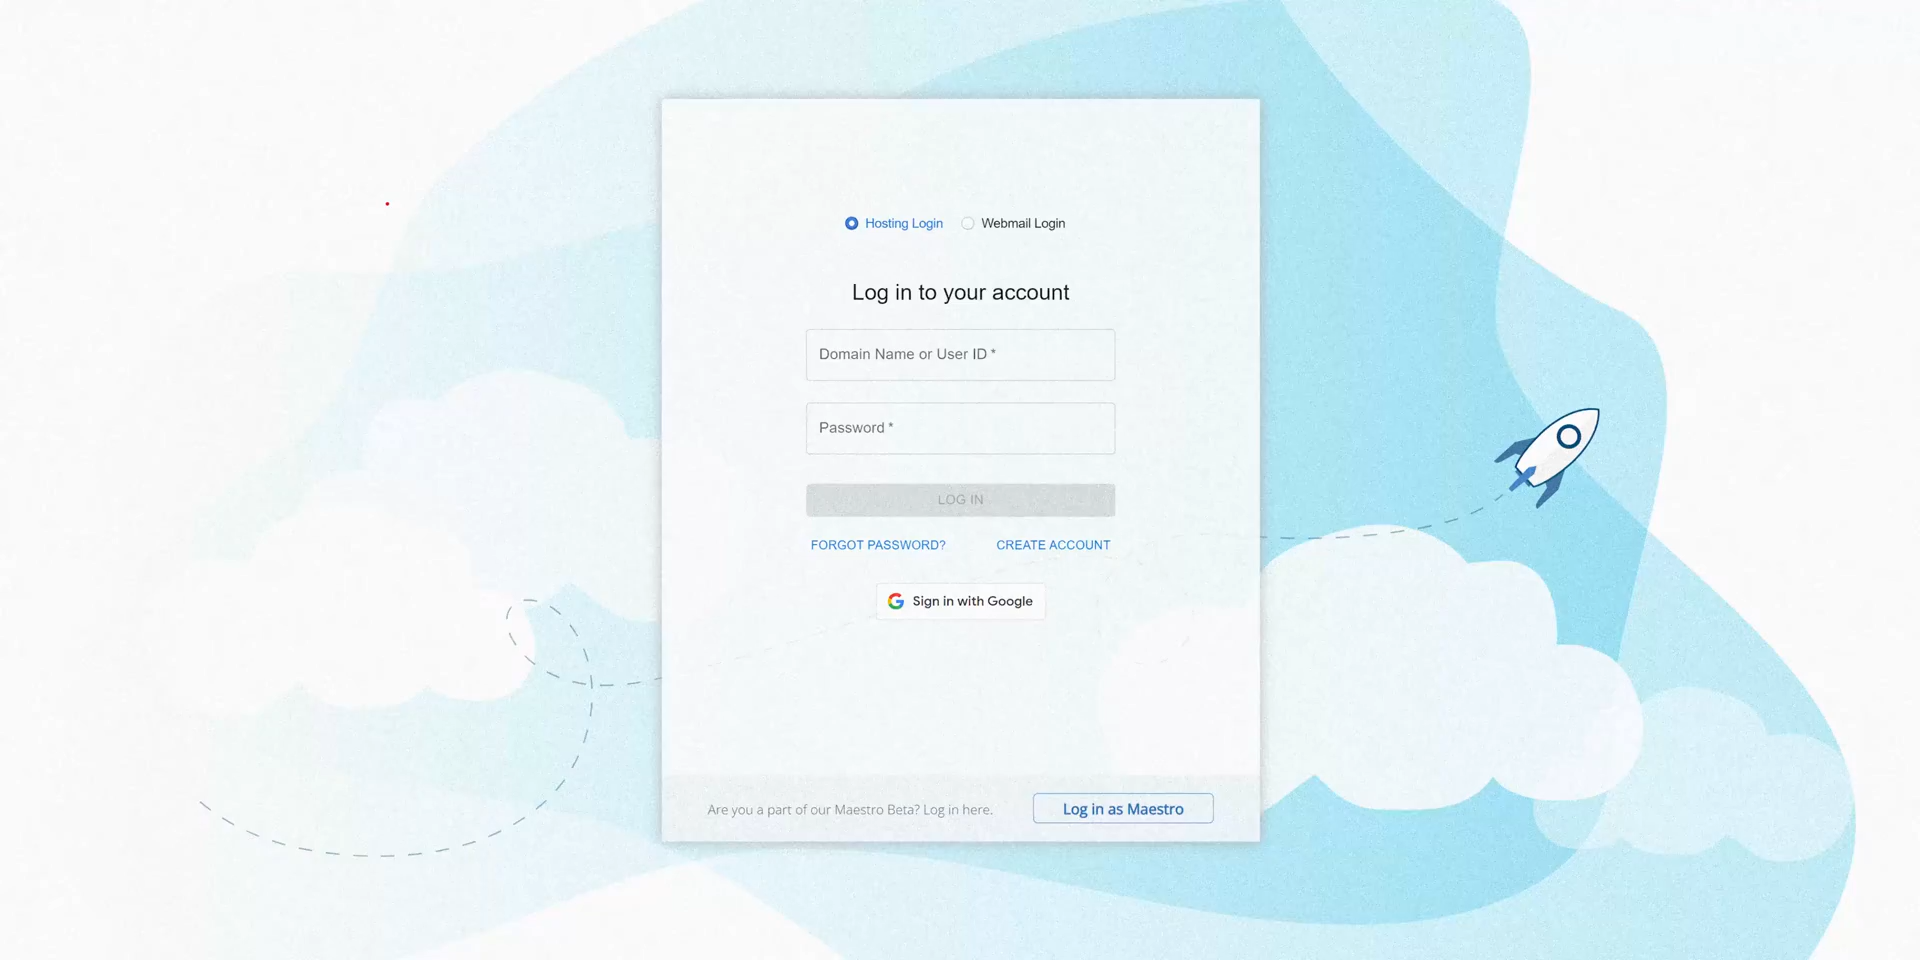 Hosting Login Webmail Login
Log in to your account
Domain Name or User ID *
Password *
LOG IN
FORGOT PASSWORD? CREATE ACCOUNT
Sign in with Google
Are you a part of our Maestro Beta? Log in here. Log in as Maestro